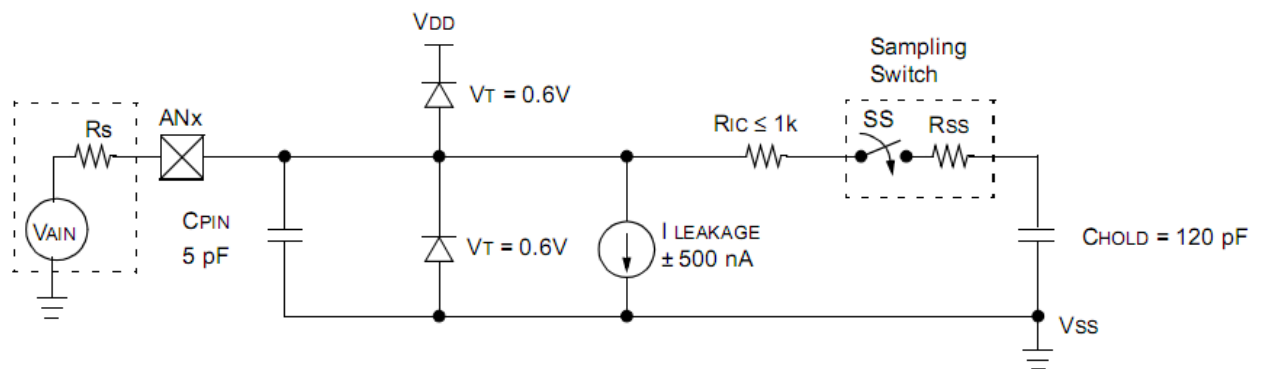 VDD
Sampling
Switch
VT = 0.6V
ANx
Rs
RIC ≤ 1k
SS
RSS
VAIN
CPIN
5 pF
VT = 0.6V
I LEAKAGE
± 500 nA
CHOLD = 120 pF
VSS